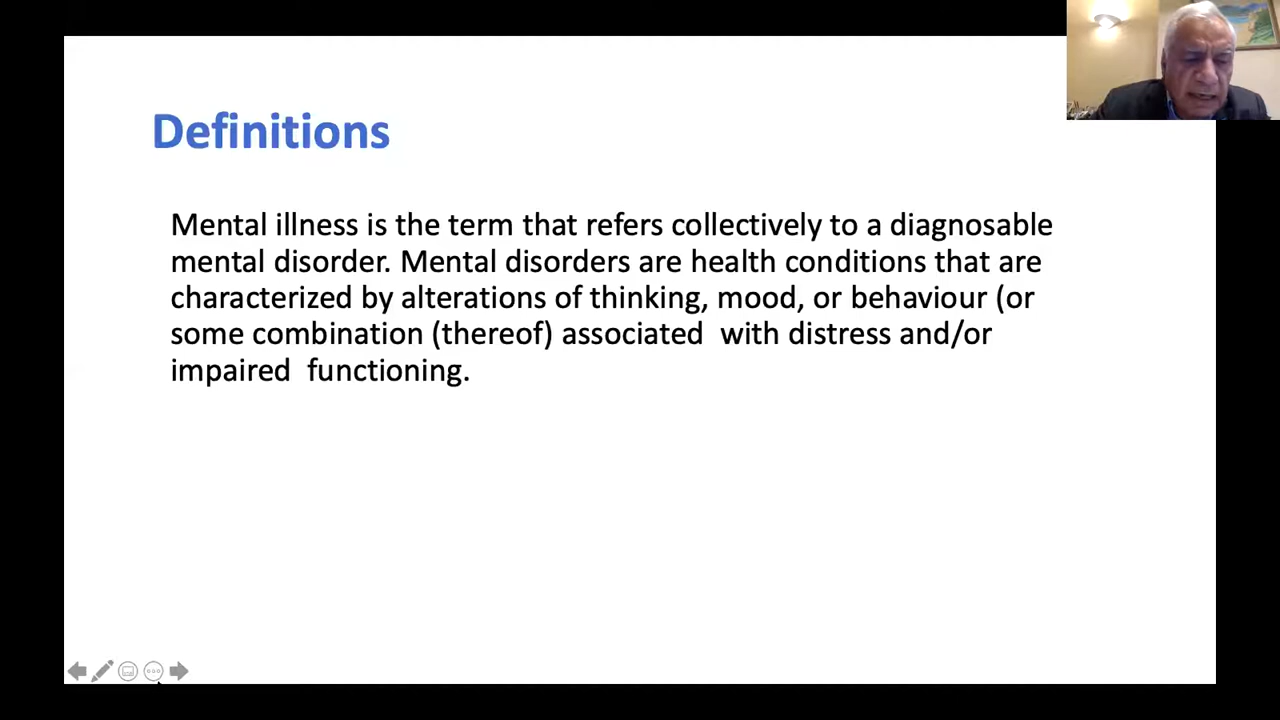 Definitions
Mental illness is the term that refers collectively to a diagnosable
mental disorder. Mental disorders are health conditions that are
characterized by alterations of thinking, mood, or behaviour (or
some combination (thereof) associated  with distress and/or
impaired  functioning.